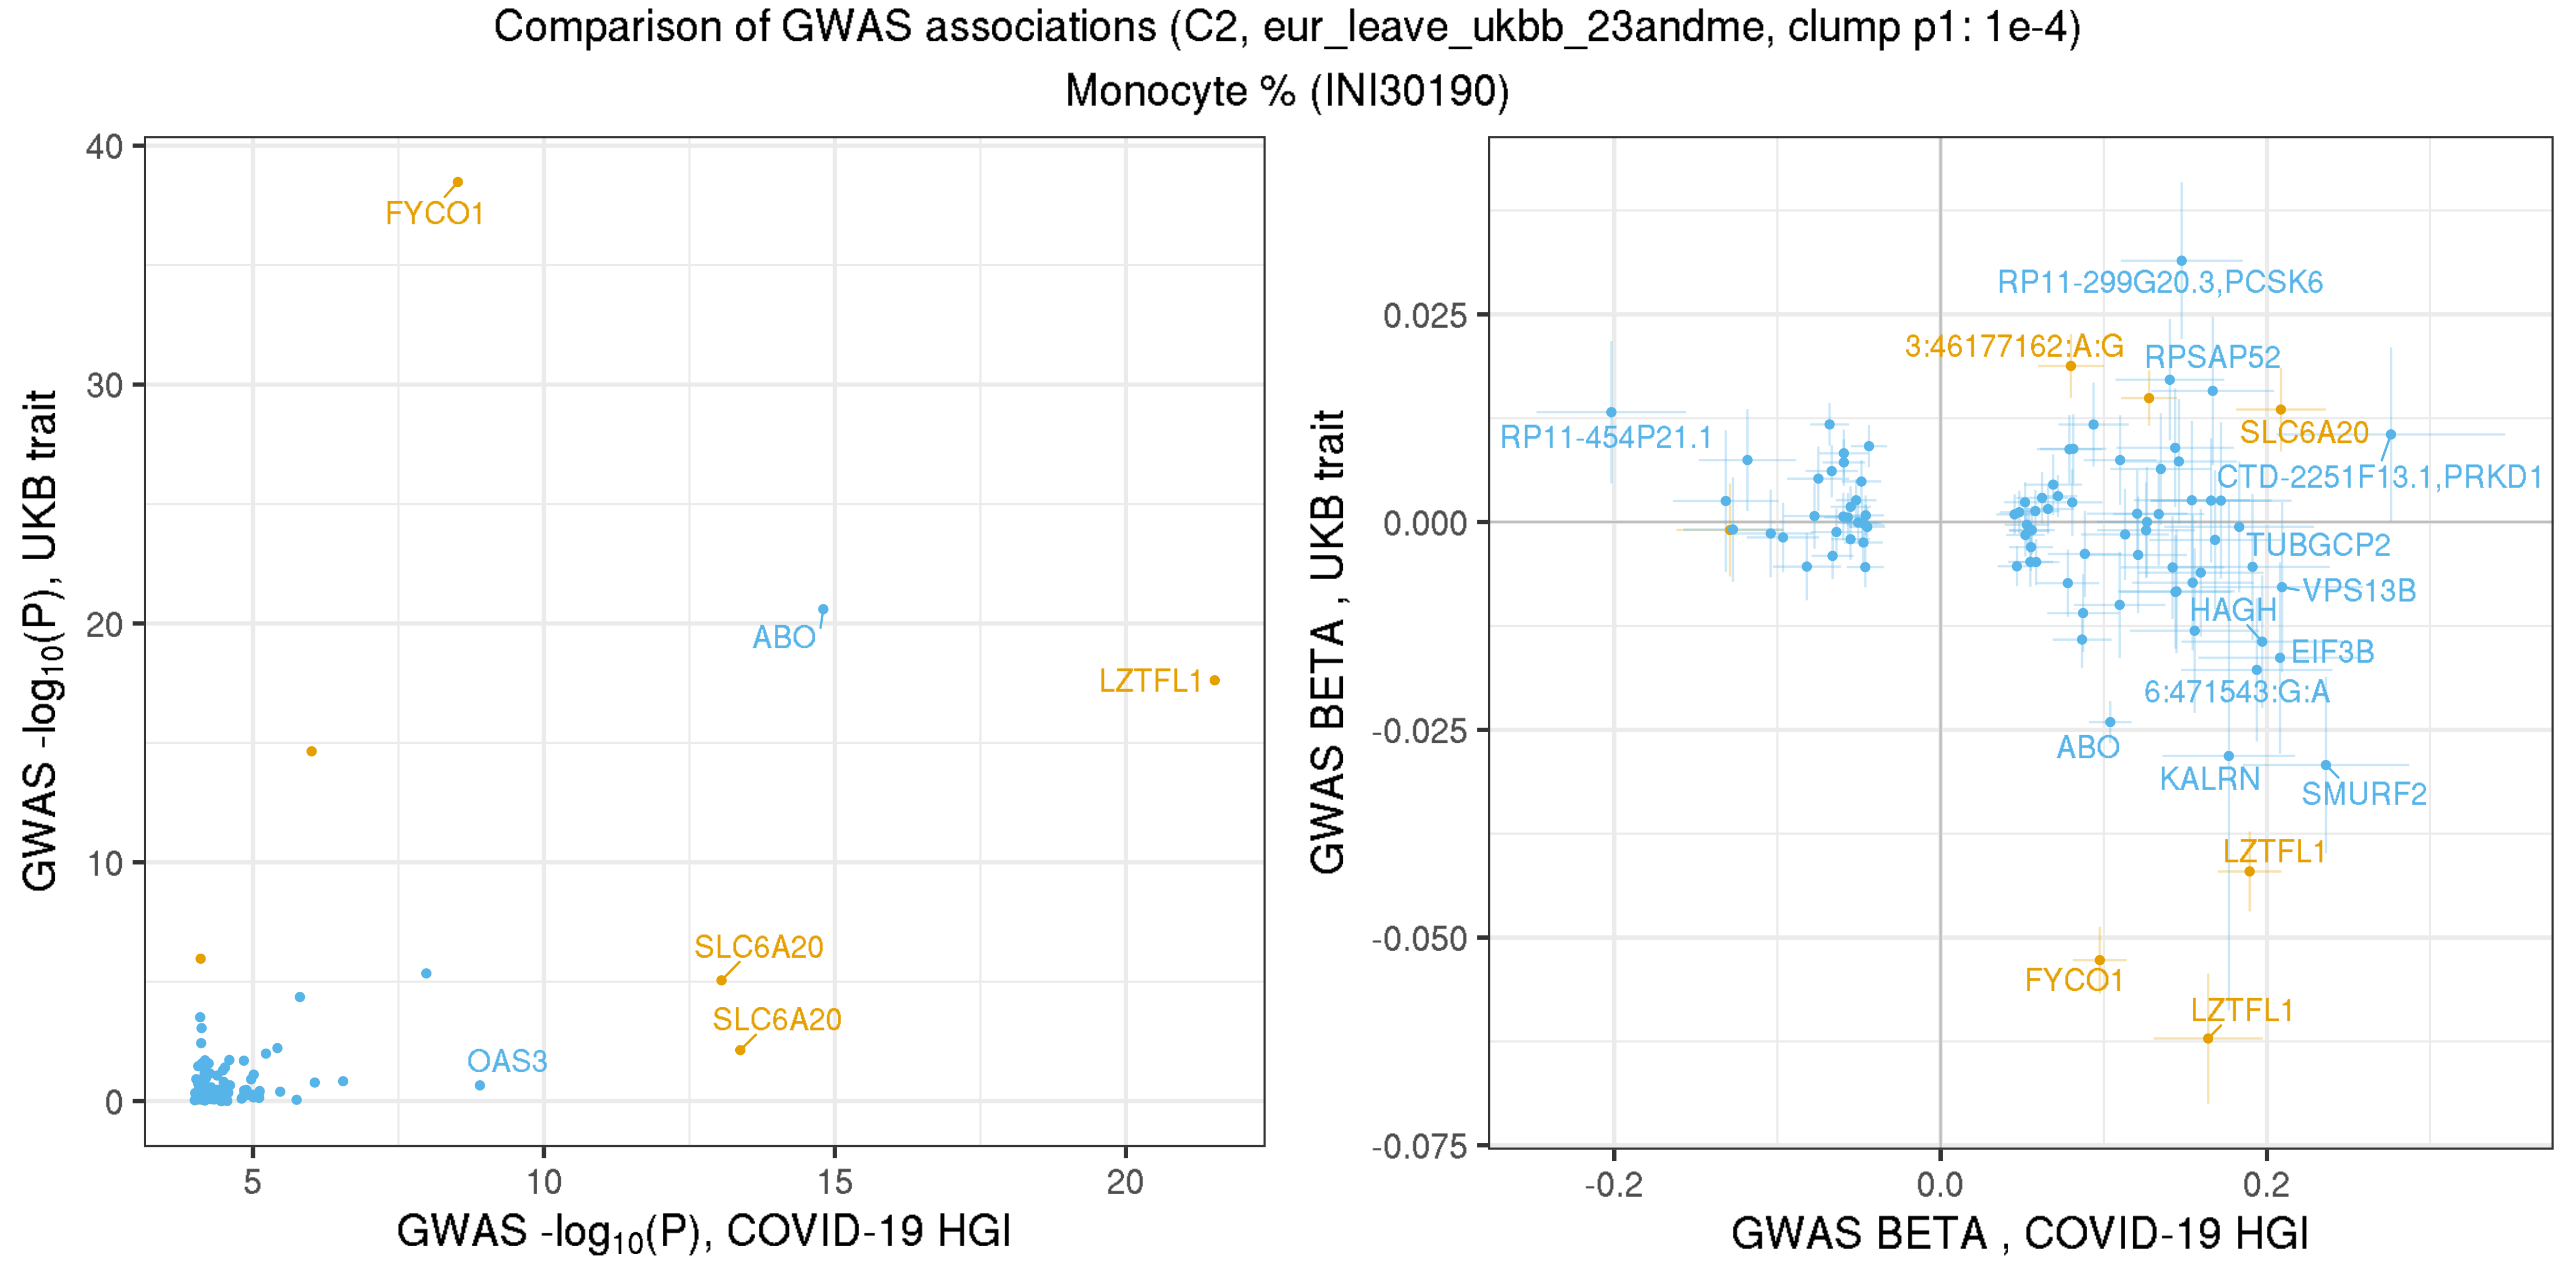 Comparison of GWAS associations (C2, eur_leave_ukbb_23andme, clump p1: 1e-4)
Monocyte % (INI30190)
GWAS -log₁₀(P), UKB trait
40
30
20
10
0
FYCO1
ABO
LZTFL1
SLC6A20
SLC6A20
OAS3
5
10
15
20
GWAS -log₁₀(P), COVID-19 HGI
GWAS BETA , UKB trait
0.025
0.000
-0.025
-0.050
-0.075
RP11-299G20.3,PCSK6
3:46177162:A:G
RPSAP52
RP11-454P21.1
SLC6A20
CTD-2251F13.1,PRKD1
TUBGCP2
VPS13B
HAGH
EIF3B
6:471543:G:A
ABO
KALRN
SMURF2
LZTFL1
FYCO1
LZTFL1
-0.2
0.0
0.2
GWAS BETA , COVID-19 HGI